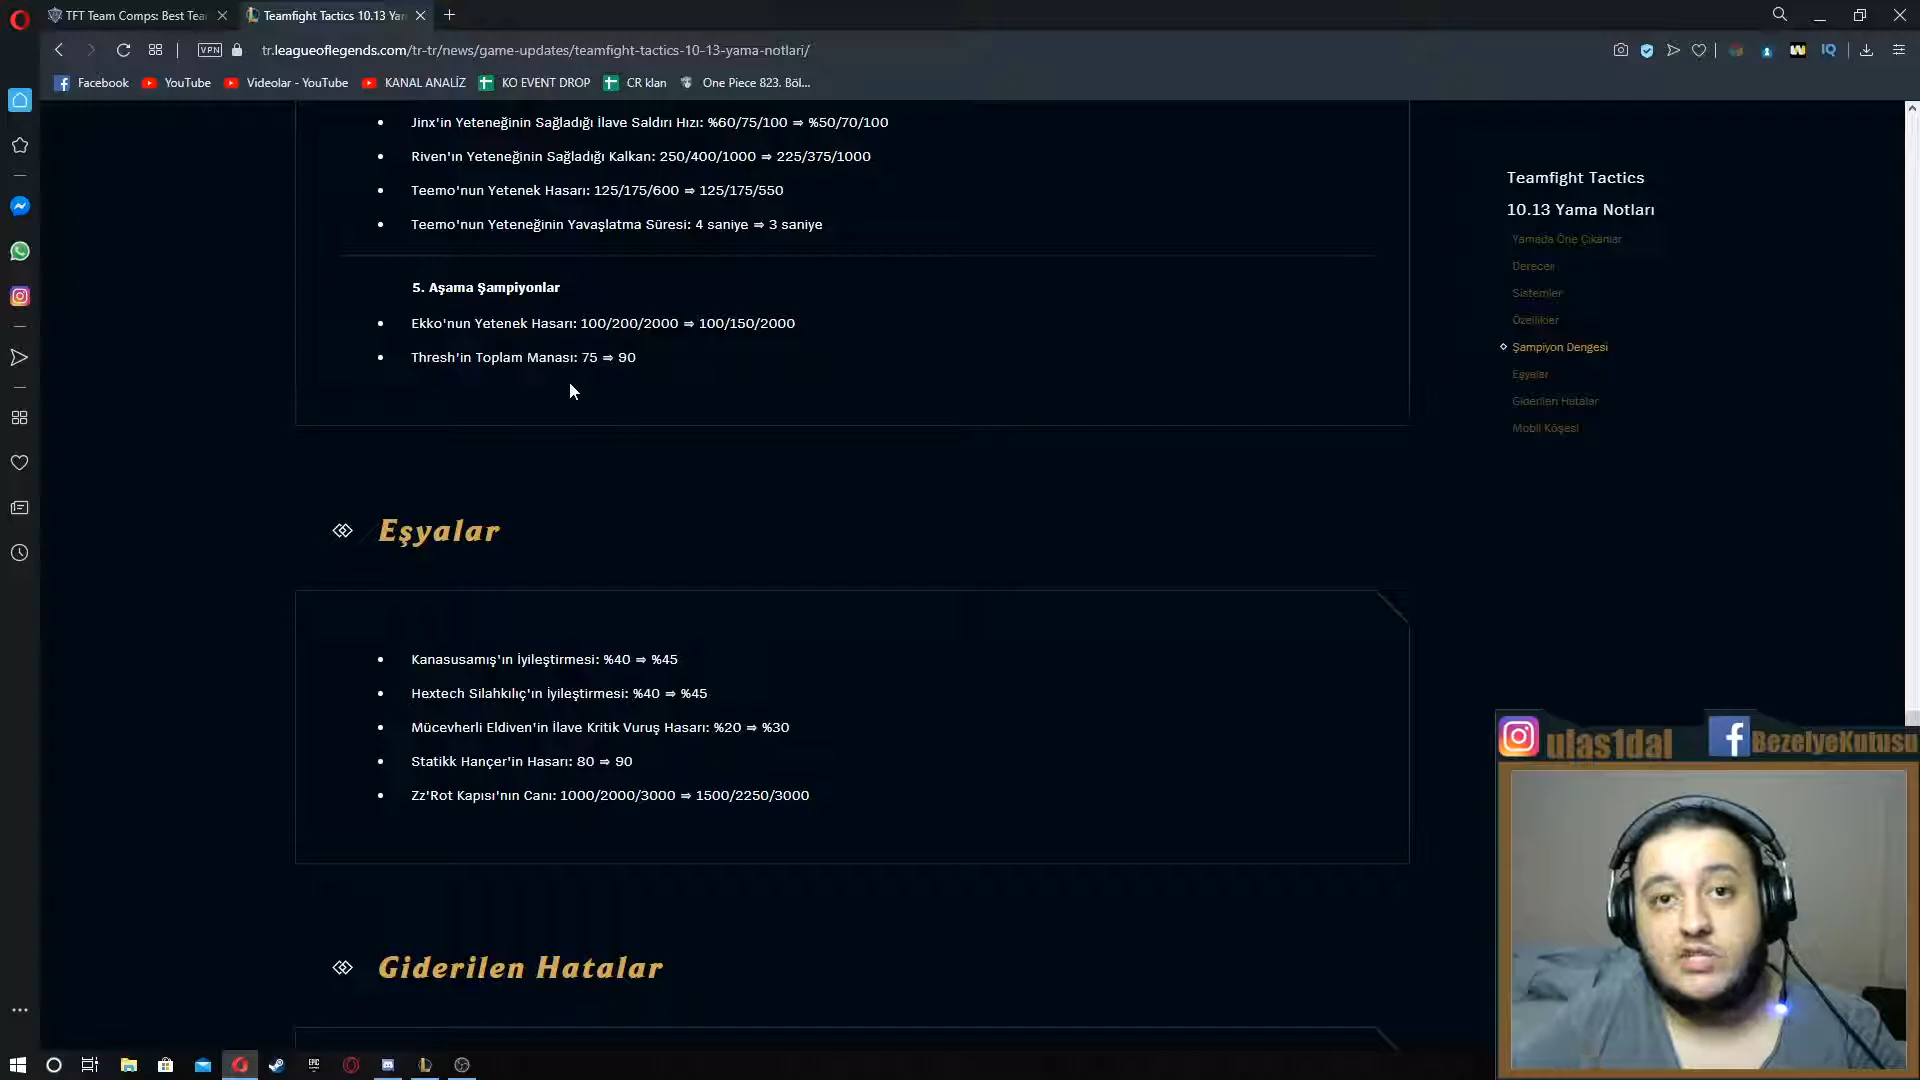 TFT Team Comps: Best Tea
Teamfight Tactics 10.13 Ya
VPN
tr.leagueoflegends.com/tr-tr/news/game-updates/teamfight-tactics-10-13-yama-notlari/
IQ
Facebook
YouTube
Videolar - YouTube
KANAL ANALİZ
KO EVENT DROP
CR klan
One Piece 823. Böl...
Jinx'in Yeteneğinin Sağladığı İlave Saldırı Hızı: %60/75/100 ⇒ %50/70/100
Riven'ın Yeteneğinin Sağladığı Kalkan: 250/400/1000 ⇒ 225/375/1000
Teemo'nun Yetenek Hasarı: 125/175/600 ⇒ 125/175/550
Teemo'nun Yeteneğinin Yavaşlatma Süresi: 4 saniye ⇒ 3 saniye
5. Aşama Şampiyonlar
Ekko'nun Yetenek Hasarı: 100/200/2000 ⇒ 100/150/2000
Thresh'in Toplam Manası: 75 ⇒ 90
Eşyalar
Kanasusamış'ın İyileştirmesi: %40 ⇒ %45
Hextech Silahkılıç'ın İyileştirmesi: %40 ⇒ %45
Mücevherli Eldiven'in İlave Kritik Vuruş Hasarı: %20 ⇒ %30
Statikk Hançer'in Hasarı: 80 ⇒ 90
Zz'Rot Kapısı'nın Canı: 1000/2000/3000 ⇒ 1500/2250/3000
Giderilen Hatalar
Teamfight Tactics
10.13 Yama Notları
Yamada Öne Çıkanlar
Dereceli
Sistemler
Özellikler
Şampiyon Dengesi
Eşyalar
Giderilen Hatalar
Mobil Köşesi
ulas1dal
BezelyeKutusu
EPIC